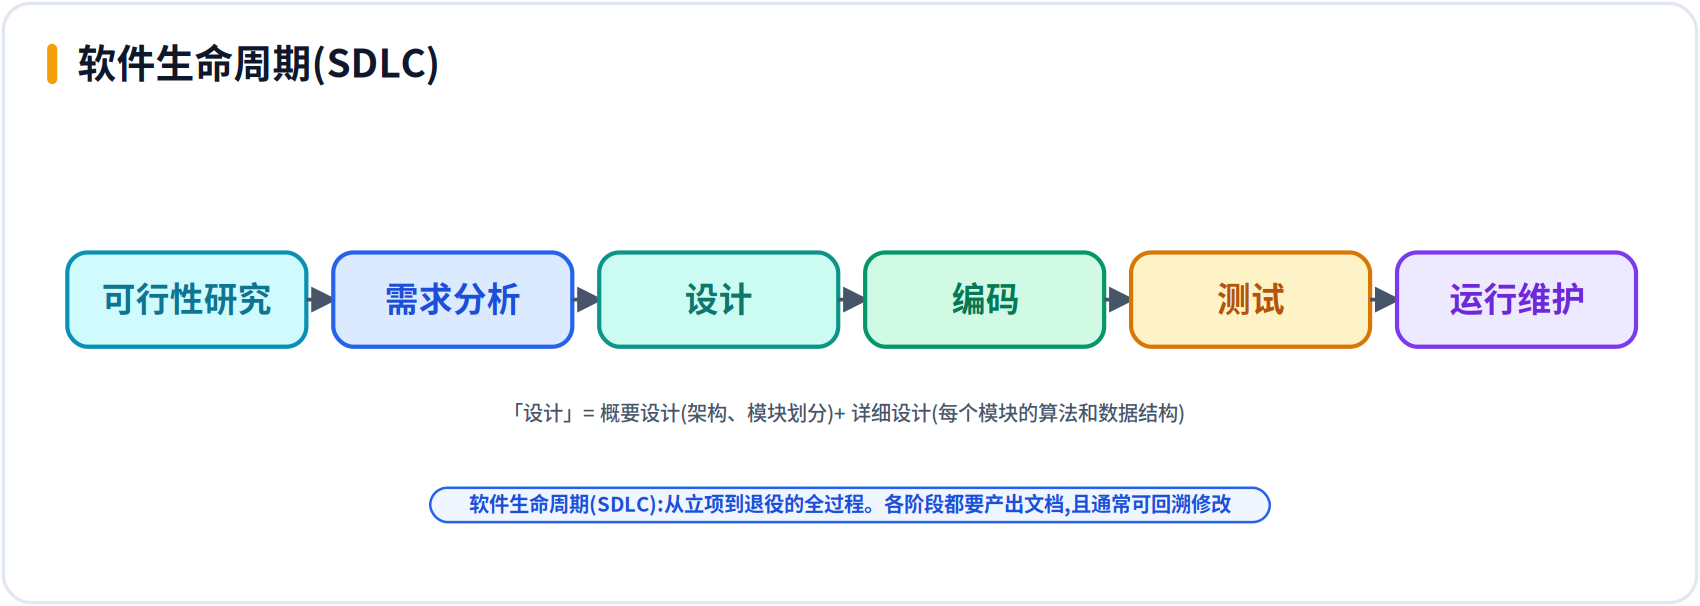 软件生命周期(SDLC)
可行性研究
需求分析
设计
编码
测试
运行维护
「设计」= 概要设计(架构、模块划分)+ 详细设计(每个模块的算法和数据结构)
软件生命周期(SDLC):从立项到退役的全过程。各阶段都要产出文档,且通常可回溯修改